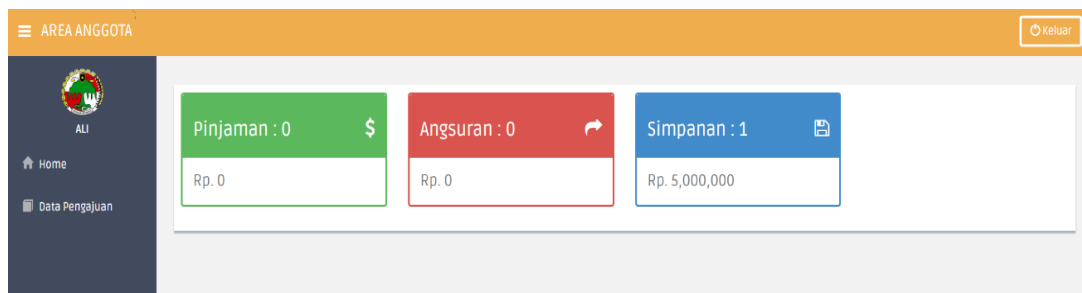 AREA ANGGOTA
Keluar
ALI
Home
Data Pengajuan
Pinjaman : 0
Rp. 0
Angsuran : 0
Rp. 0
Simpanan : 1
Rp. 5,000,000